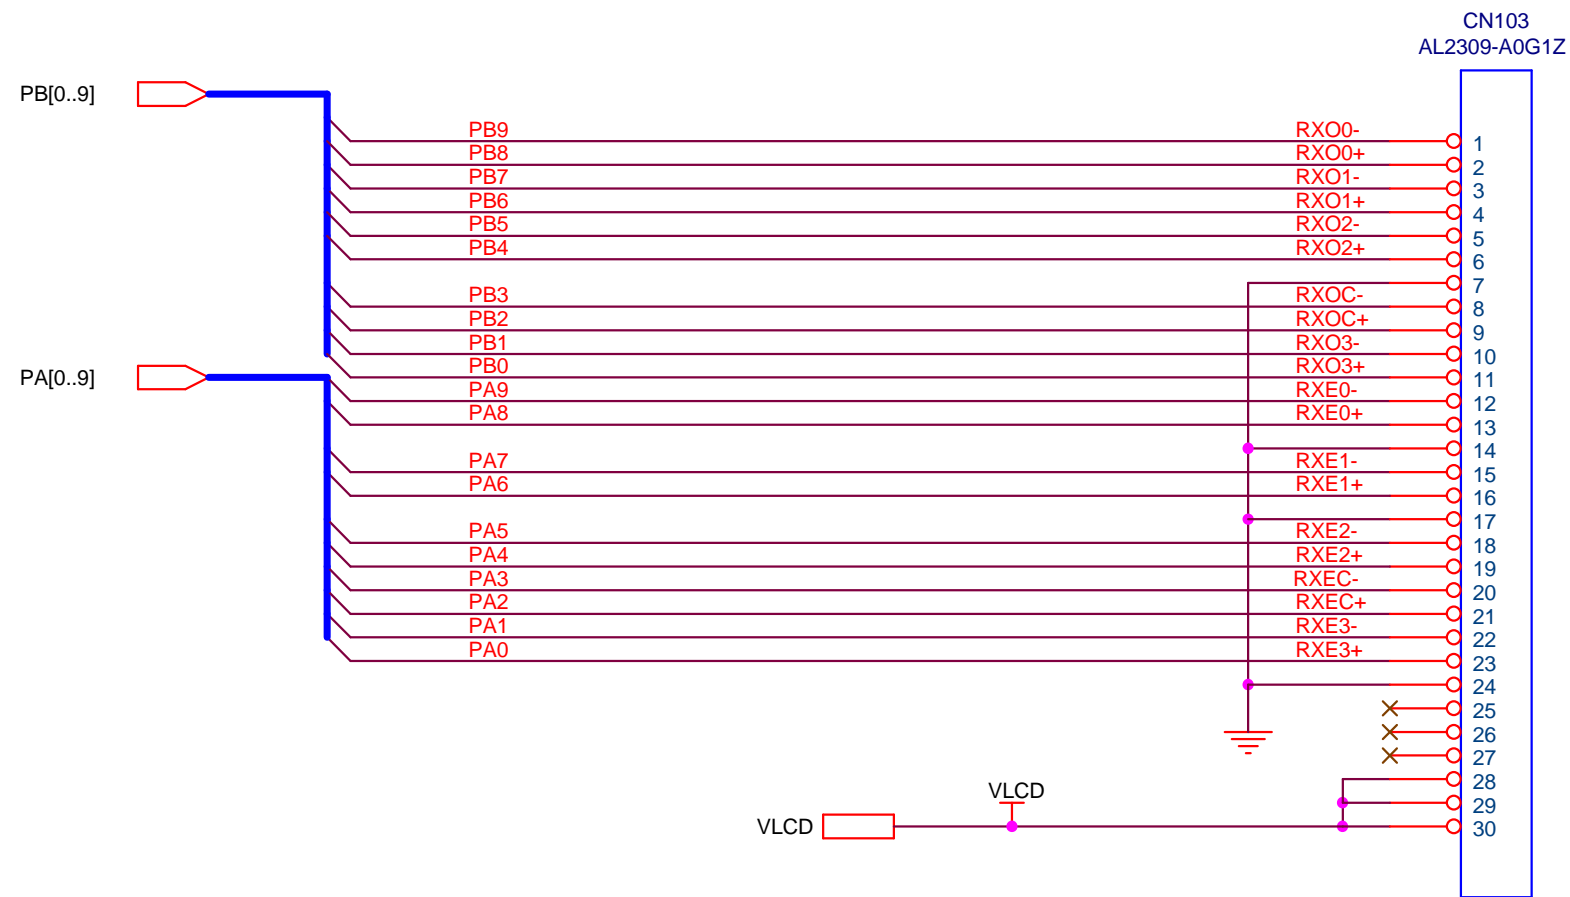 CN103
AL2309-A0G1Z
PB[0..9]
PB9 RXO0- 1
PB8 RXO0+ 2
PB7 RXO1- 3
PB6 RXO1+ 4
PB5 RXO2- 5
PB4 RXO2+ 6
7
PB3 RXOC- 8
PB2 RXOC+ 9
PB1 RXO3- 10
PA[0..9] PB0 RXO3+ 11
PA9 RXE0- 12
PA8 RXE0+ 13
14
PA7 RXE1- 15
PA6 RXE1+ 16
17
PA5 RXE2- 18
PA4 RXE2+ 19
PA3 RXEC- 20
PA2 RXEC+ 21
PA1 RXE3- 22
PA0 RXE3+ 23
24
25
26
27
28
VLCD 29
VLCD 30